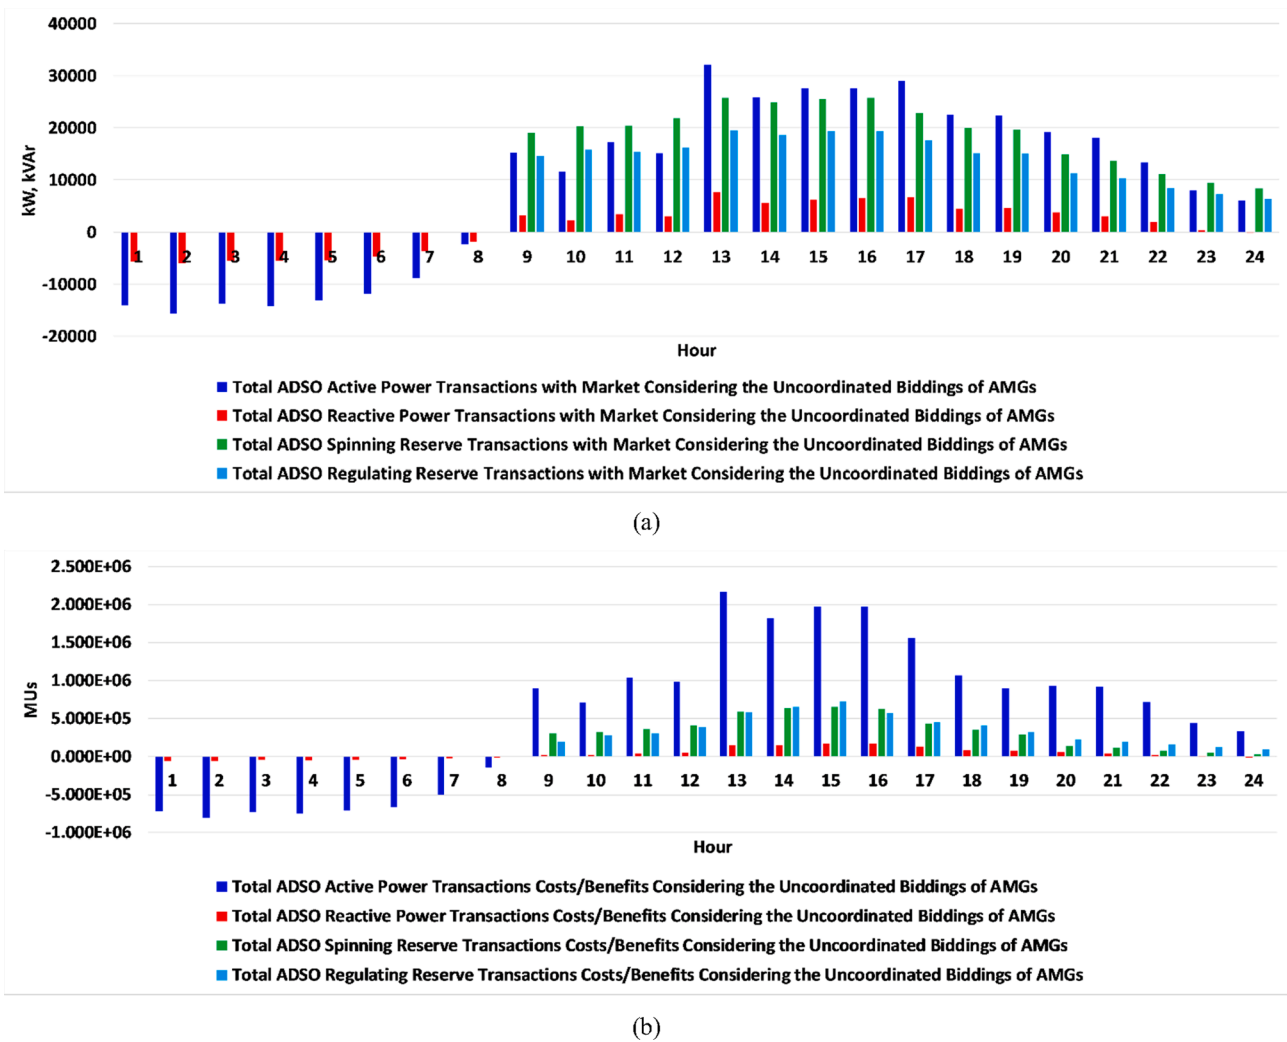 40000
30000
20000
10000
0
-10000
-20000
kW, kVAr
1 2 3 4 5 6 7 8 9 10 11 12 13 14 15 16 17 18 19 20 21 22 23 24
Hour
Total ADSO Active Power Transactions with Market Considering the Uncoordinated Biddings of AMGs
Total ADSO Reactive Power Transactions with Market Considering the Uncoordinated Biddings of AMGs
Total ADSO Spinning Reserve Transactions with Market Considering the Uncoordinated Biddings of AMGs
Total ADSO Regulating Reserve Transactions with Market Considering the Uncoordinated Biddings of AMGs
(a)
2.500E+06
2.000E+06
1.500E+06
1.000E+06
5.000E+05
0.000E+00
-5.000E+05
-1.000E+06
MUs
1 2 3 4 5 6 7 8 9 10 11 12 13 14 15 16 17 18 19 20 21 22 23 24
Hour
Total ADSO Active Power Transactions Costs/Benefits Considering the Uncoordinated Biddings of AMGs
Total ADSO Reactive Power Transactions Costs/Benefits Considering the Uncoordinated Biddings of AMGs
Total ADSO Spinning Reserve Transactions Costs/Benefits Considering the Uncoordinated Biddings of AMGs
Total ADSO Regulating Reserve Transactions Costs/Benefits Considering the Uncoordinated Biddings of AMGs
(b)